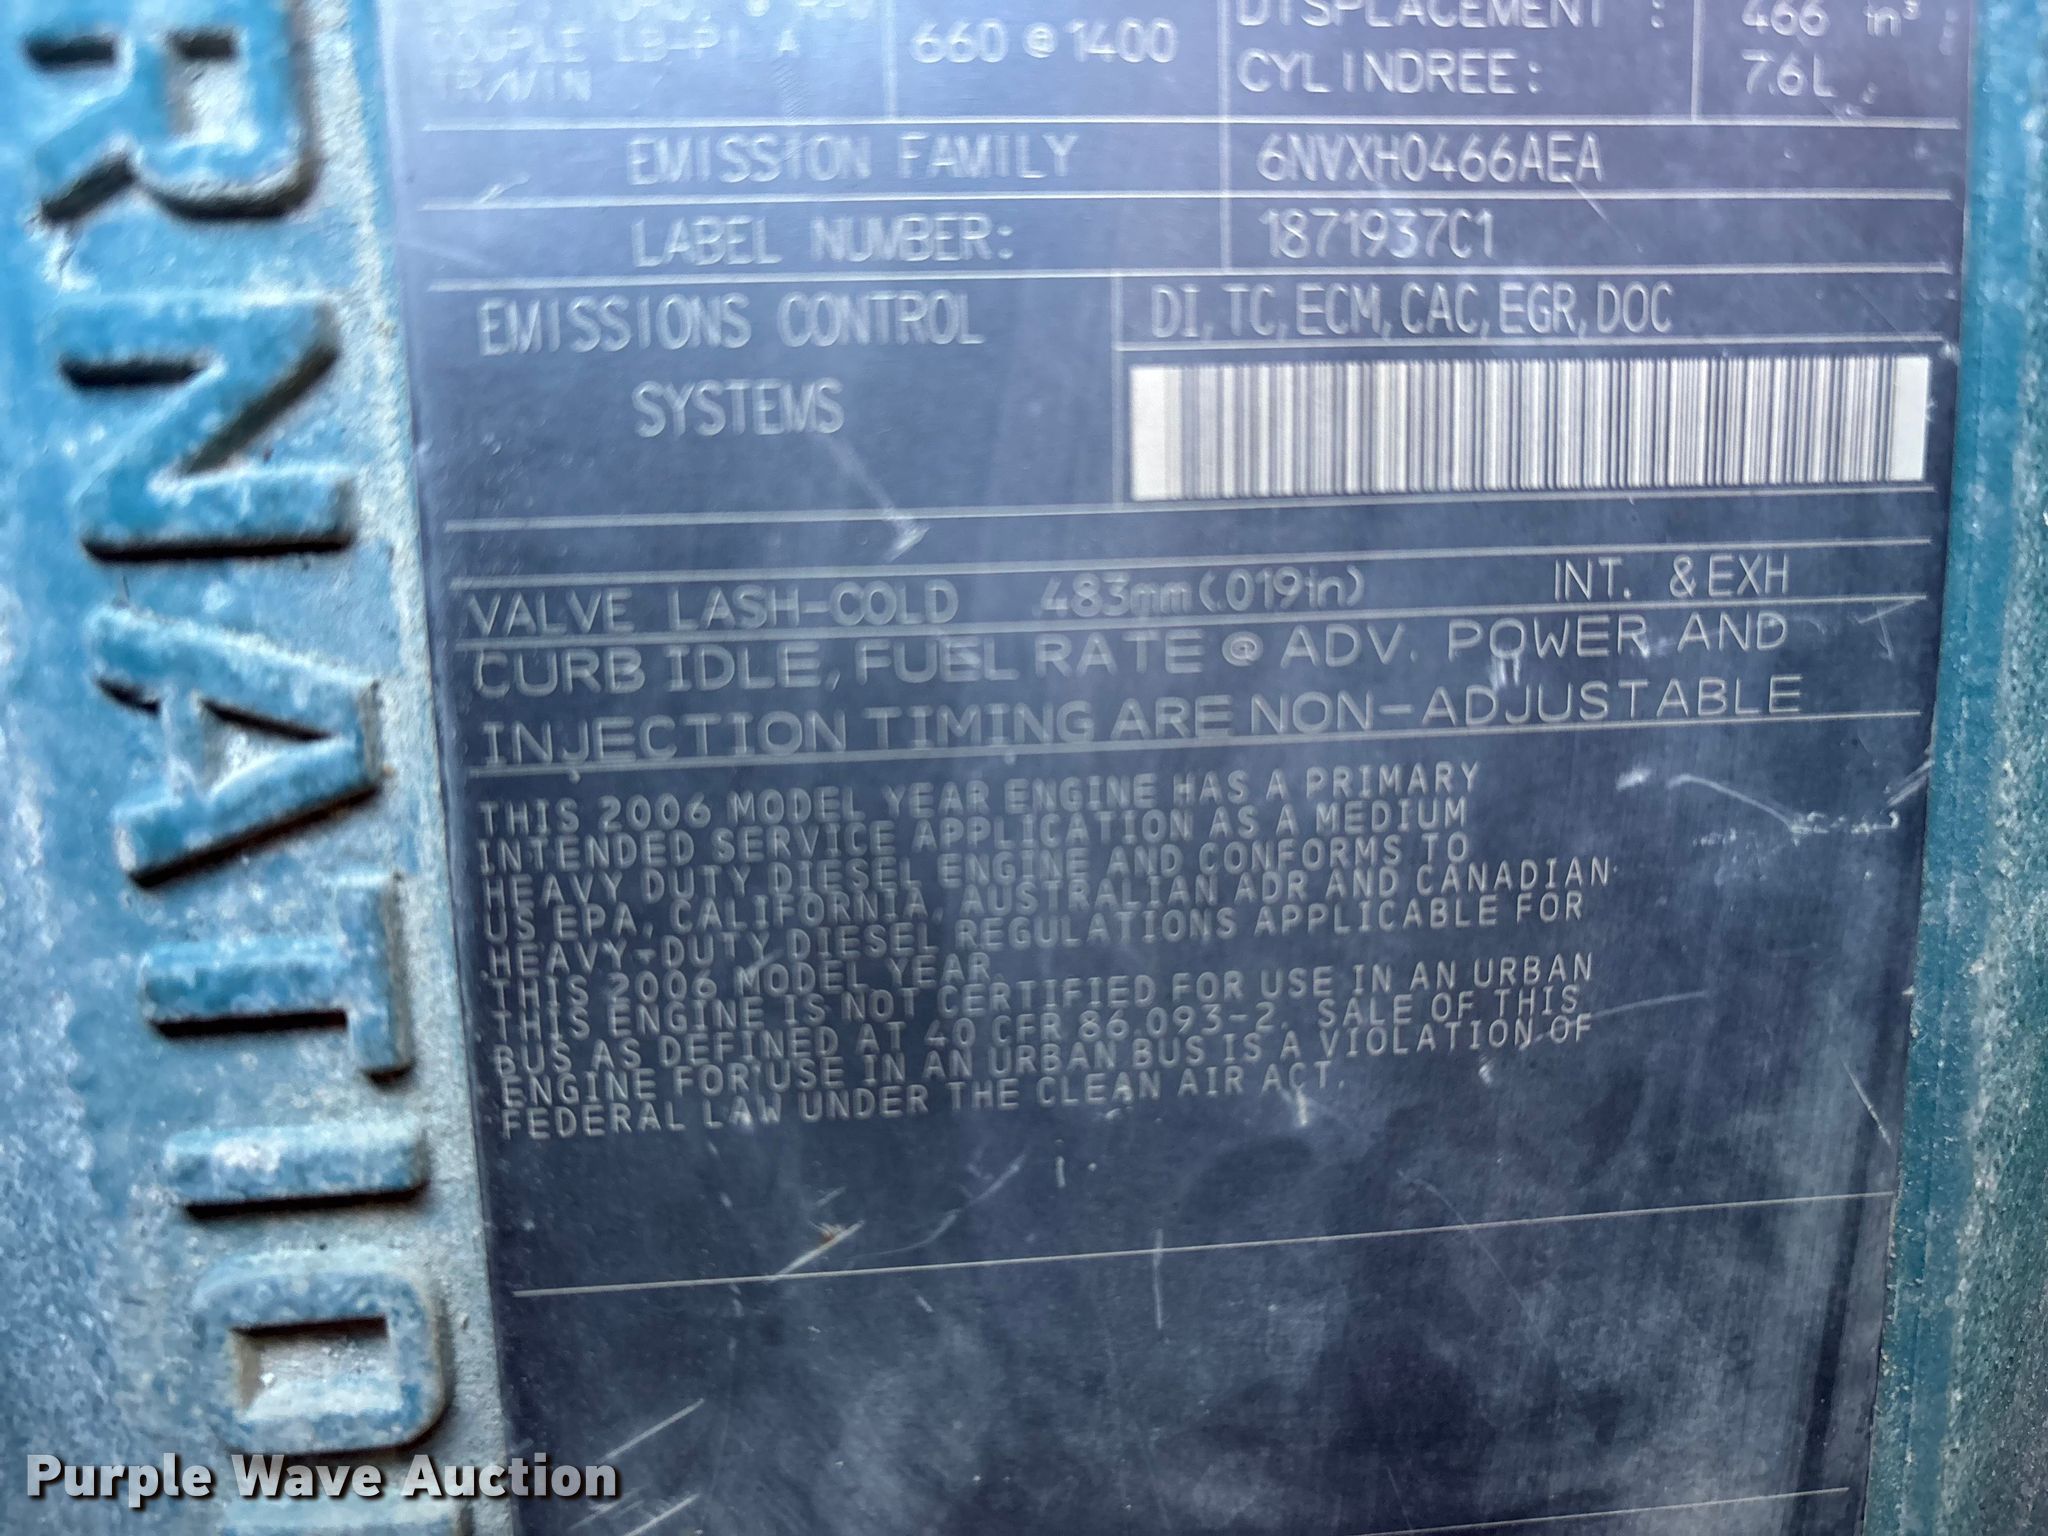 660 @ 1400
DISPLACEMENT : 466 in³
COUPLE LB-PI A
TR/MIN
CYLINDREE: 7.6L
EMISSION FAMILY 6NVXH0466AEA
LABEL NUMBER: 1871937C1
EMISSIONS CONTROL SYSTEMS
DI, TC, ECM, CAC, EGR, DOC
VALVE LASH-COLD .483mm(.019in) INT. & EXH
CURB IDLE, FUEL RATE @ ADV. POWER AND
INJECTION TIMING ARE NON-ADJUSTABLE
THIS 2006 MODEL YEAR ENGINE HAS A PRIMARY
INTENDED SERVICE APPLICATION AS A MEDIUM
HEAVY DUTY DIESEL ENGINE AND CONFORMS TO
US EPA, CALIFORNIA, AUSTRALIAN ADR AND CANADIAN
HEAVY-DUTY DIESEL REGULATIONS APPLICABLE FOR
THIS 2006 MODEL YEAR.
THIS ENGINE IS NOT CERTIFIED FOR USE IN AN URBAN
BUS AS DEFINED AT 40 CFR 86.093-2. SALE OF THIS
ENGINE FOR USE IN AN URBAN BUS IS A VIOLATION OF
FEDERAL LAW UNDER THE CLEAN AIR ACT.
RNATIO
Purple Wave Auction